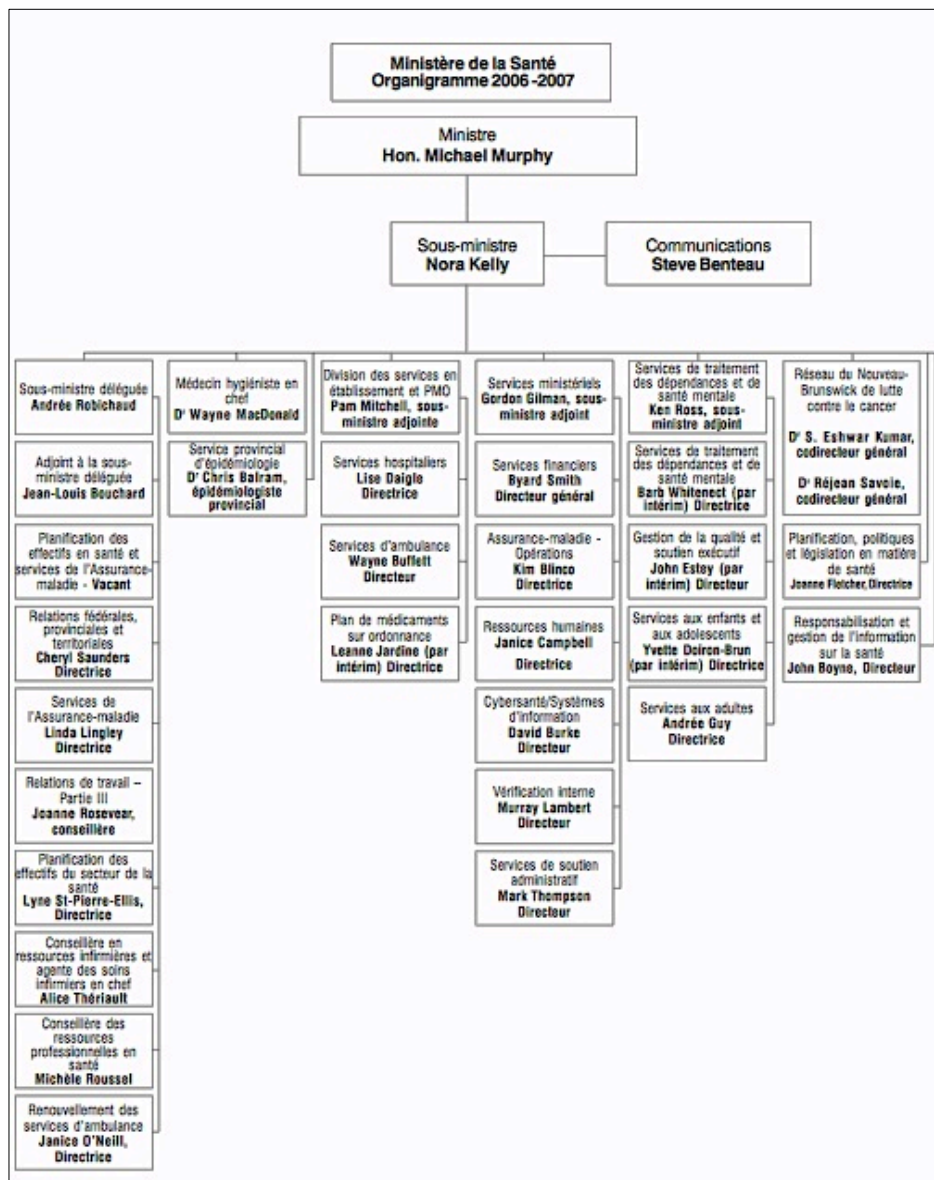 Ministère de la Santé
Organigramme 2006 -2007
Ministre
Hon. Michael Murphy
Sous-ministre
Nora Kelly
Communications
Steve Benteau
Sous-ministre déléguée
Andrée Robichaud
Adjoint à la sous-
ministre déléguée
Jean-Louis Bouchard
Planification des
effectifs en santé et
services de l'Assurance-
maladie - Vacant
Relations fédérales,
provinciales et
territoriales
Cheryl Saunders
Directrice
Services de
l'Assurance-maladie
Linda Lingley
Directrice
Relations de travail –
Partie III
Joanne Rosevear,
conseillère
Planification des
effectifs du secteur de la
santé
Lyne St-Pierre-Ellis,
Directrice
Conseillère en
ressources infirmières et
agente des soins
infirmiers en chef
Alice Thériault
Conseillère des
ressources
professionnelles en
santé
Michèle Roussel
Renouvellement des
services d'ambulance
Janice O'Neill,
Directrice
Médecin hygiéniste en
chef
Dr Wayne MacDonald
Service provincial
d'épidémiologie
Dr Chris Balram,
épidémiologiste
provincial
Division des services en
établissement et PMO
Pam Mitchell, sous-
ministre adjointe
Services hospitaliers
Lise Daigle
Directrice
Services d'ambulance
Wayne Buffett
Directeur
Plan de médicaments
sur ordonnance
Leanne Jardine (par
intérim) Directrice
Services ministériels
Gordon Gilman, sous-
ministre adjoint
Services financiers
Byard Smith
Directeur général
Assurance-maladie -
Opérations
Kim Blinco
Directrice
Ressources humaines
Janice Campbell
Directrice
Cybersanté/Systèmes
d'information
David Burke
Directeur
Vérification interne
Murray Lambert
Directeur
Services de soutien
administratif
Mark Thompson
Directeur
Services de traitement
des dépendances et de
santé mentale
Ken Ross, sous-
ministre adjoint
Services de traitement
des dépendances et de
santé mentale
Barb Whitenect (par
intérim) Directrice
Gestion de la qualité et
soutien exécutif
John Estey (par
intérim) Directeur
Services aux enfants et
aux adolescents
Yvette Doiron-Brun
(par intérim) Directrice
Services aux adultes
Andrée Guy
Directrice
Réseau du Nouveau-
Brunswick de lutte
contre le cancer
Dr S. Eshwar Kumar,
codirecteur général
Dr Réjean Savoie,
codirecteur général
Planification, politiques
et législation en matière
de santé
Joanne Fletcher, Directrice
Responsabilisation et
gestion de l'information
sur la santé
John Boyne, Directeur